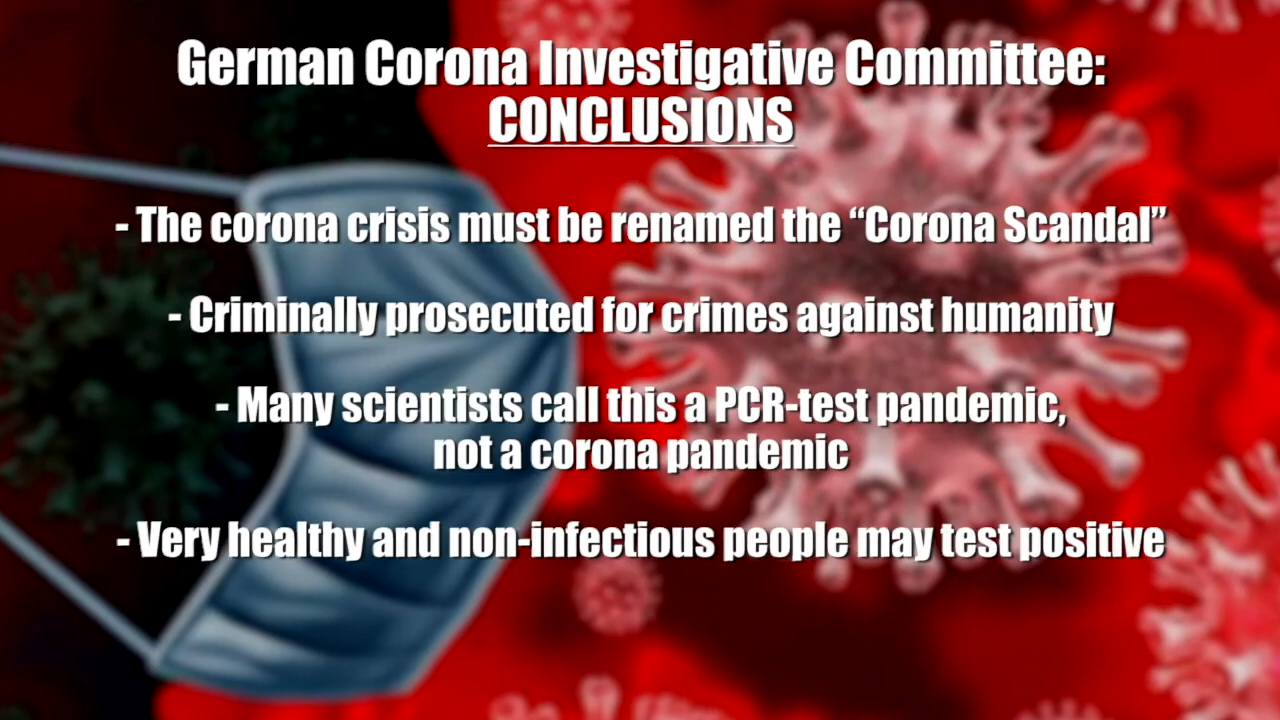 German Corona Investigative Committee:
CONCLUSIONS
- The corona crisis must be renamed the “Corona Scandal”
- Criminally prosecuted for crimes against humanity
- Many scientists call this a PCR-test pandemic,
not a corona pandemic
- Very healthy and non-infectious people may test positive